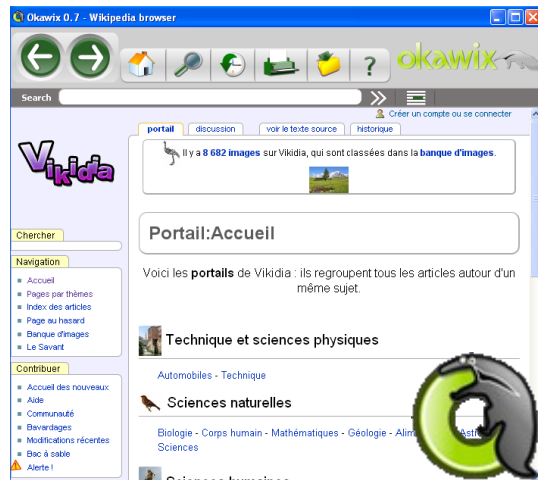 Okawix 0.7 - Wikipedia browser
okawix
Search
Créer un compte ou se connecter
portail discussion voir le texte source historique
Vikidia
Il y a 8 682 images sur Vikidia, qui sont classées dans la banque d'images.
Chercher
Portail:Accueil
Navigation
Accueil
Pages par thèmes
Index des articles
Page au hasard
Banque d'images
Le Savant
Voici les portails de Vikidia : ils regroupent tous les articles autour d'un
même sujet.
Technique et sciences physiques
Automobiles - Technique
Contribuer
Accueil des nouveaux
Aide
Communauté
Bavardages
Modifications récentes
Bac à sable
Alerte !
Sciences naturelles
Biologie - Corps humain - Mathématiques - Géologie -
Sciences
Sciences humaines